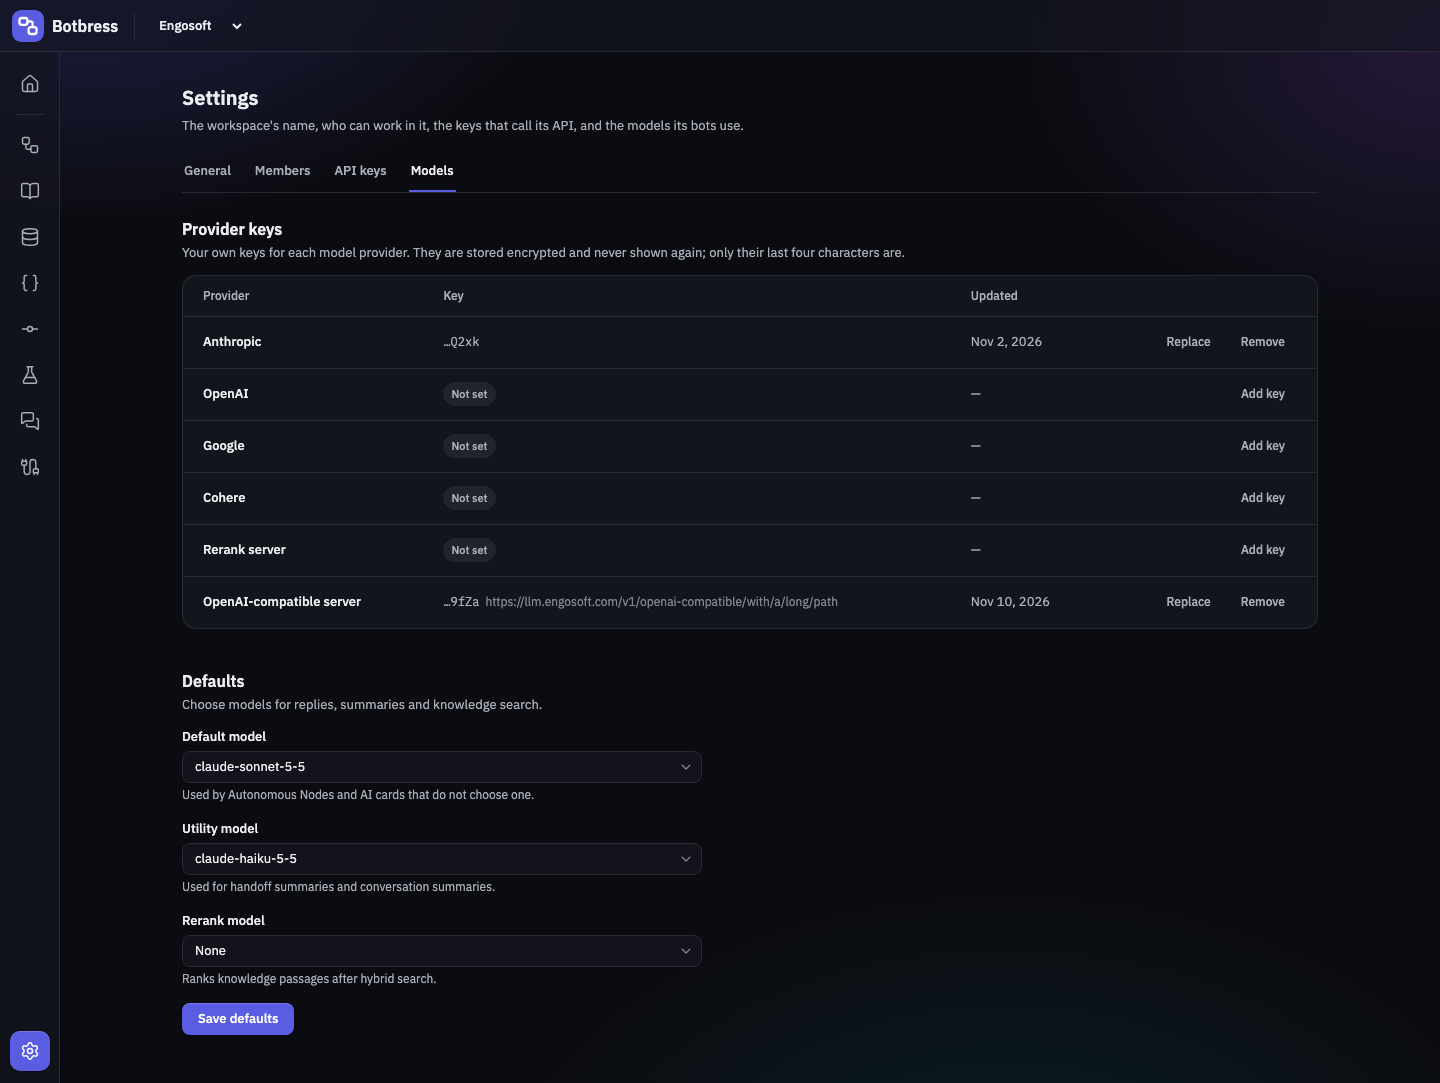 Botbress
Engosoft
Settings
The workspace's name, who can work in it, the keys that call its API, and the models its bots use.
General Members API keys Models
Provider keys
Your own keys for each model provider. They are stored encrypted and never shown again; only their last four characters are.
Provider Key Updated
Anthropic …Q2xk Nov 2, 2026 Replace Remove
OpenAI Not set — Add key
Google Not set — Add key
Cohere Not set — Add key
Rerank server Not set — Add key
OpenAI-compatible server …9fZa https://llm.engosoft.com/v1/openai-compatible/with/a/long/path Nov 10, 2026 Replace Remove
Defaults
Choose models for replies, summaries and knowledge search.
Default model
claude-sonnet-5-5
Used by Autonomous Nodes and AI cards that do not choose one.
Utility model
claude-haiku-5-5
Used for handoff summaries and conversation summaries.
Rerank model
None
Ranks knowledge passages after hybrid search.
Save defaults